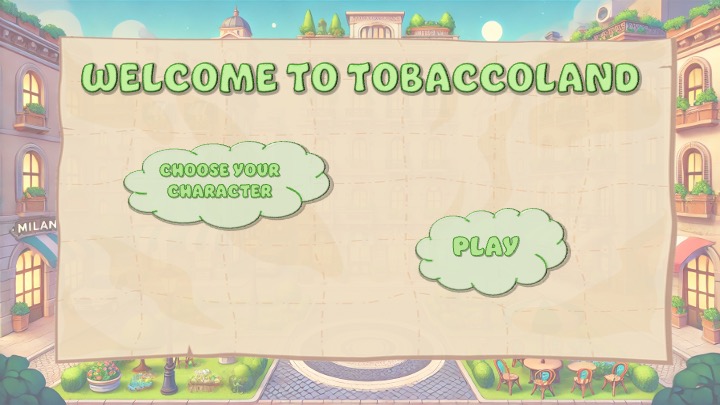 WELCOME TO TOBACCOLAND
CHOOSE YOUR
CHARACTER
PLAY
MILAN